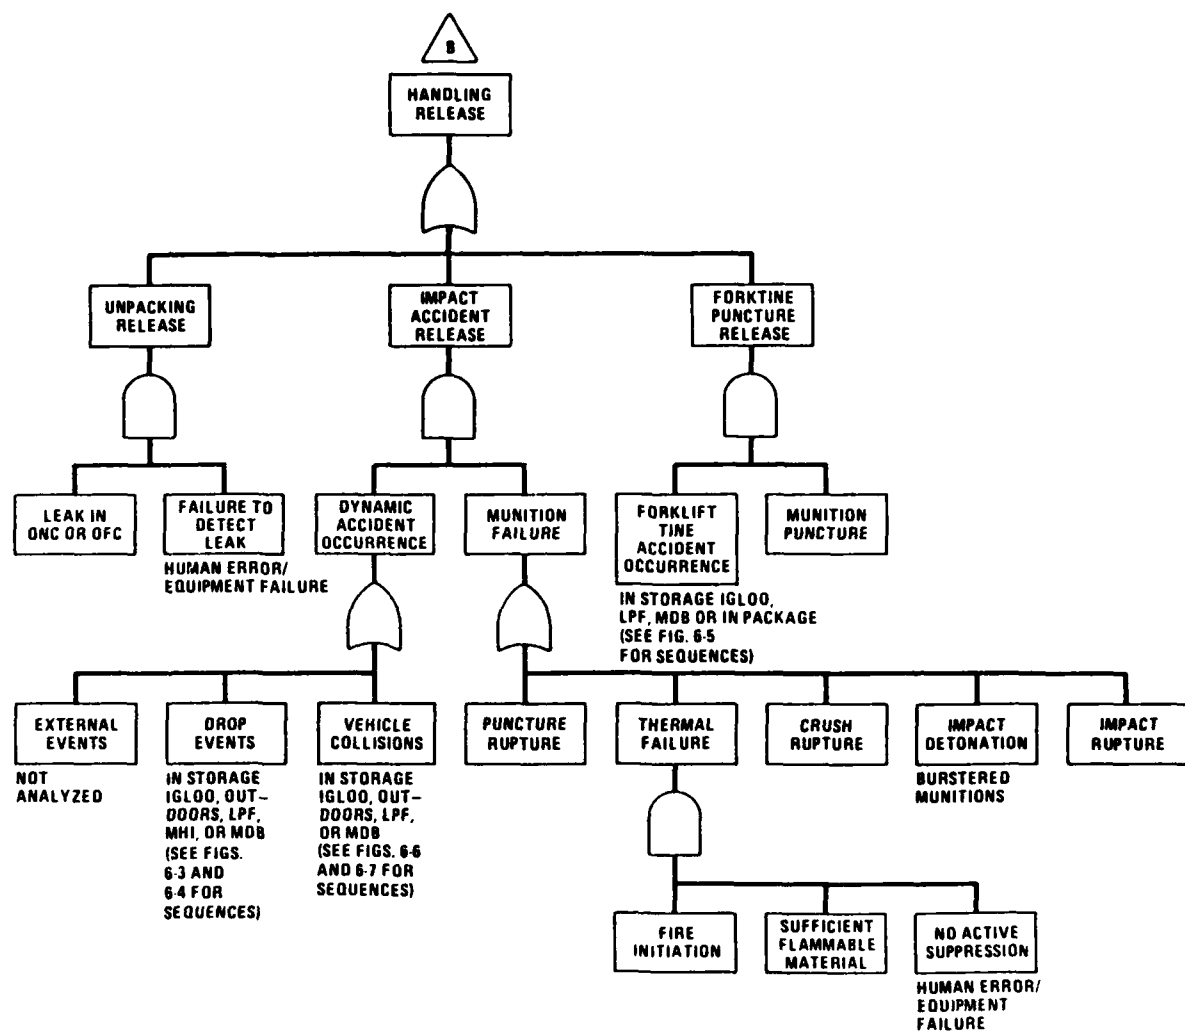 B
HANDLING
RELEASE
UNPACKING
RELEASE
IMPACT
ACCIDENT
RELEASE
FORKTINE
PUNCTURE
RELEASE
LEAK IN
ONC OR OFC
FAILURE TO
DETECT
LEAK
HUMAN ERROR/
EQUIPMENT FAILURE
DYNAMIC
ACCIDENT
OCCURRENCE
MUNITION
FAILURE
FORKLIFT
TINE
ACCIDENT
OCCURRENCE
IN STORAGE IGLOO,
LPF, MDB OR IN PACKAGE
(SEE FIG. 6-5
FOR SEQUENCES)
MUNITION
PUNCTURE
EXTERNAL
EVENTS
NOT
ANALYZED
DROP
EVENTS
IN STORAGE
IGLOO, OUT-
DOORS, LPF,
MHI, OR MDB
(SEE FIGS.
6-3 AND
6-4 FOR
SEQUENCES)
VEHICLE
COLLISIONS
IN STORAGE
IGLOO, OUT-
DOORS, LPF,
OR MDB
(SEE FIGS. 6-6
AND 6-7 FOR
SEQUENCES)
PUNCTURE
RUPTURE
THERMAL
FAILURE
CRUSH
RUPTURE
IMPACT
DETONATION
BURSTERED
MUNITIONS
IMPACT
RUPTURE
FIRE
INITIATION
SUFFICIENT
FLAMMABLE
MATERIAL
NO ACTIVE
SUPPRESSION
HUMAN ERROR/
EQUIPMENT
FAILURE